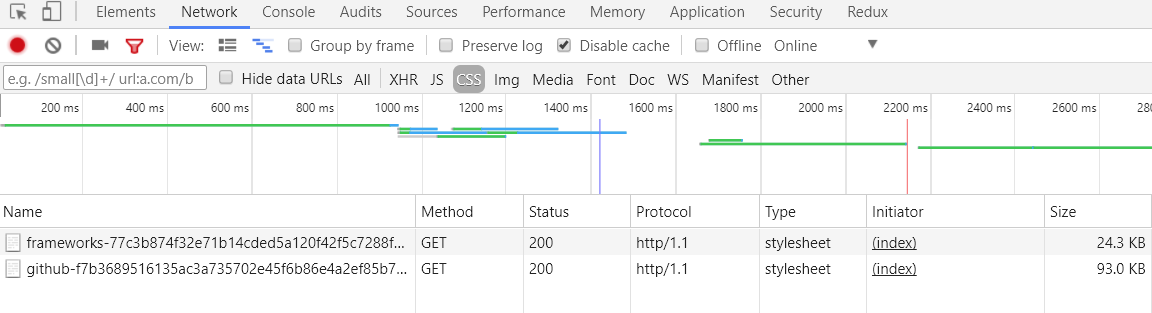 Elements Network Console Audits Sources Performance Memory Application Security Redux
View: Group by frame Preserve log Disable cache Offline Online
e.g. /small[\d]+/ url:a.com/b Hide data URLs All XHR JS CSS Img Media Font Doc WS Manifest Other
200 ms 400 ms 600 ms 800 ms 1000 ms 1200 ms 1400 ms 1600 ms 1800 ms 2000 ms 2200 ms 2400 ms 2600 ms 280
Name Method Status Protocol Type Initiator Size
frameworks-77c3b874f32e71b14cded5a120f42f5c7288f... GET 200 http/1.1 stylesheet (index) 24.3 KB
github-f7b3689516135ac3a735702e45f6b86e4a2ef85b7... GET 200 http/1.1 stylesheet (index) 93.0 KB